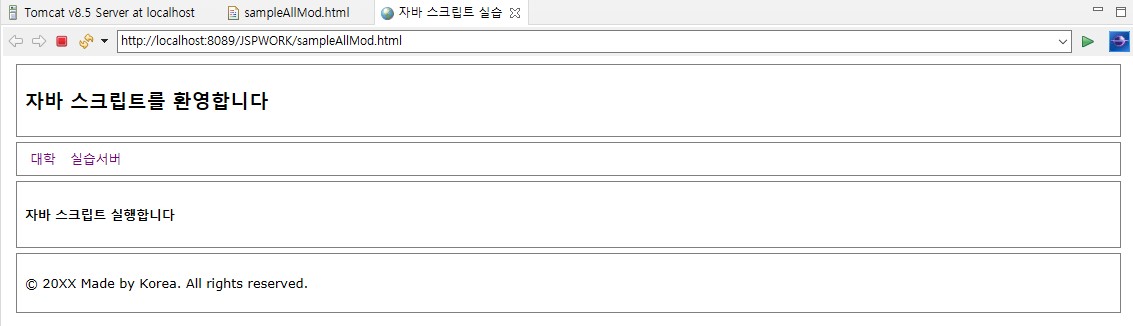 Tomcat v8.5 Server at localhost sampleAllMod.html 자바 스크립트 실습
http://localhost:8089/JSPWORK/sampleAllMod.html
자바 스크립트를 환영합니다
대학 실습서버
자바 스크립트 실행합니다
© 20XX Made by Korea. All rights reserved.